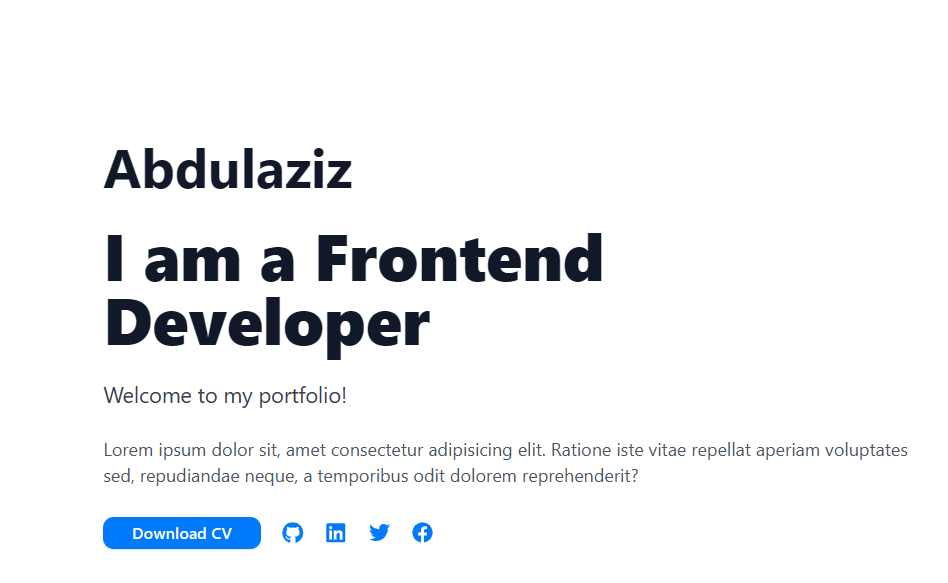 Abdulaziz
I am a Frontend
Developer
Welcome to my portfolio!
Lorem ipsum dolor sit, amet consectetur adipisicing elit. Ratione iste vitae repellat aperiam voluptates
sed, repudiandae neque, a temporibus odit dolorem reprehenderit?
Download CV